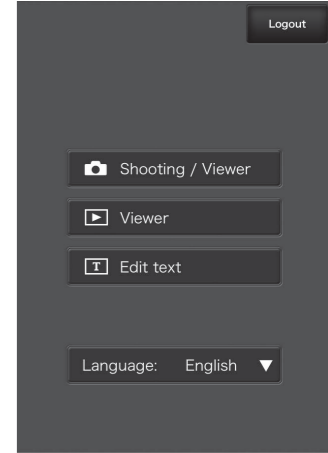 Logout
Shooting / Viewer
Viewer
T Edit text
Language: English